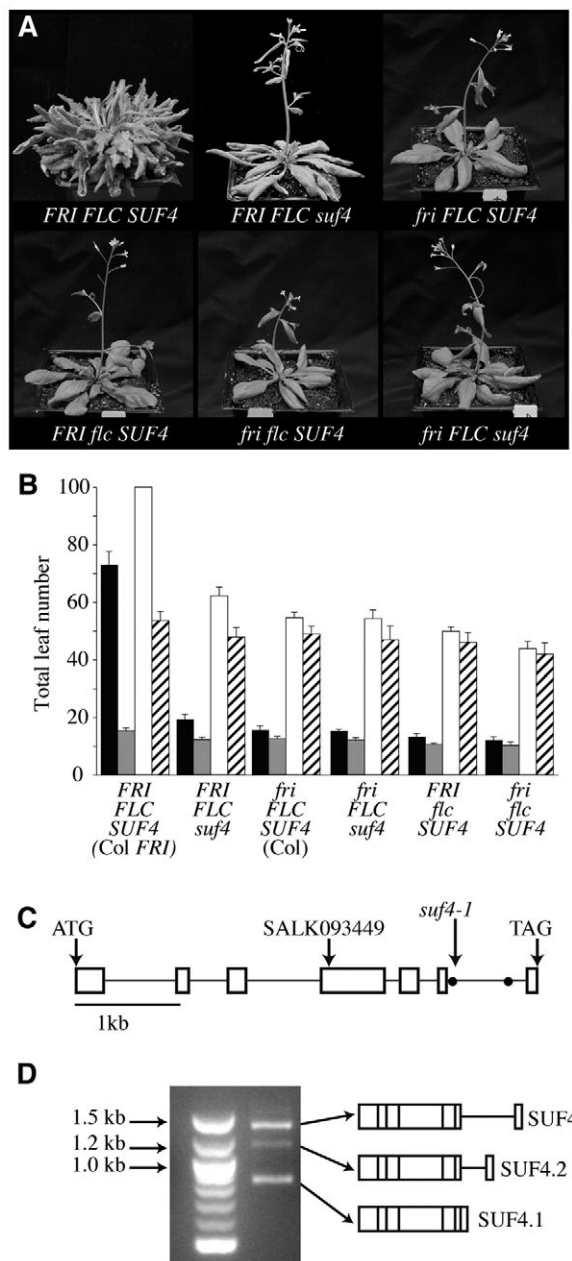 A
FRI FLC SUF4
FRI FLC suf4
fri FLC SUF4
FRI flc SUF4
fri flc SUF4
fri FLC suf4
B
Total leaf number
100
80
60
40
20
0
FRI FLC SUF4 (Col FRI)
FRI FLC suf4
fri FLC SUF4 (Col)
fri FLC suf4
FRI flc SUF4
fri flc SUF4
C
ATG
SALK093449
suf4-1
TAG
1kb
D
1.5 kb
1.2 kb
1.0 kb
SUF4
SUF4.2
SUF4.1